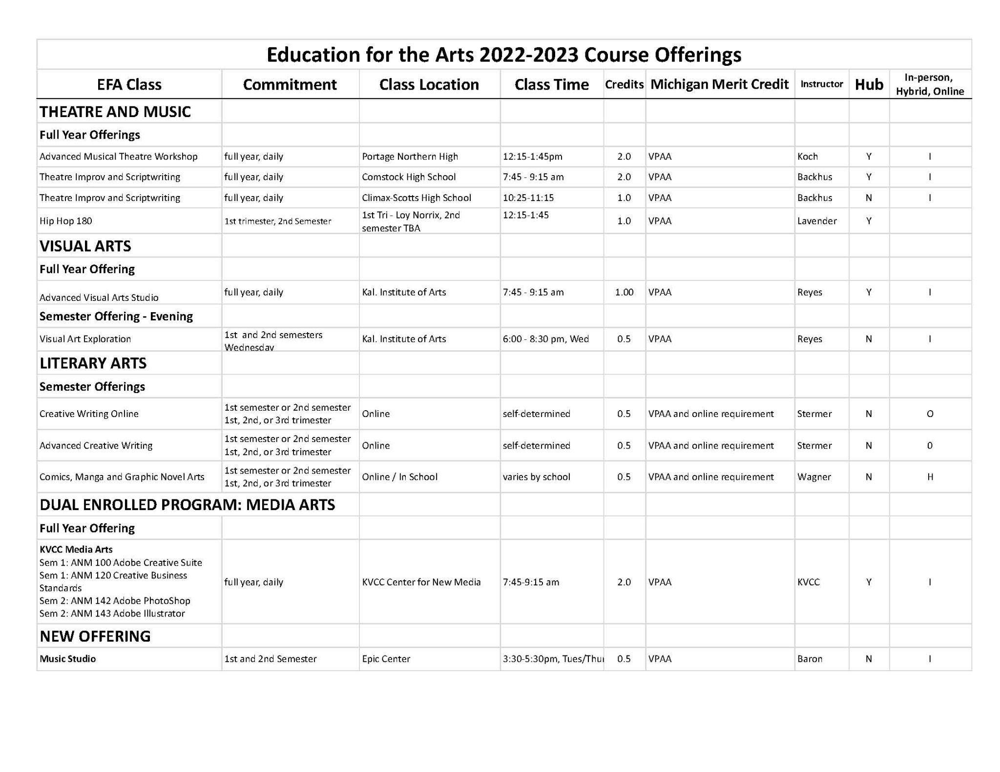 Education for the Arts 2022-2023 Course Offerings
EFA Class Commitment Class Location Class Time Credits Michigan Merit Credit Instructor Hub In-person, Hybrid, Online
THEATRE AND MUSIC
Full Year Offerings
Advanced Musical Theatre Workshop full year, daily Portage Northern High 12:15-1:45pm 2.0 VPAA Koch Y I
Theatre Improv and Scriptwriting full year, daily Comstock High School 7:45 - 9:15 am 2.0 VPAA Backhus Y I
Theatre Improv and Scriptwriting full year, daily Climax-Scotts High School 10:25-11:15 1.0 VPAA Backhus N I
Hip Hop 180 1st trimester, 2nd Semester 1st Tri - Loy Norrix, 2nd semester TBA 12:15-1:45 1.0 VPAA Lavender Y
VISUAL ARTS
Full Year Offering
Advanced Visual Arts Studio full year, daily Kal. Institute of Arts 7:45 - 9:15 am 1.00 VPAA Reyes Y I
Semester Offering - Evening
Visual Art Exploration 1st and 2nd semesters Wednesday Kal. Institute of Arts 6:00 - 8:30 pm, Wed 0.5 VPAA Reyes N I
LITERARY ARTS
Semester Offerings
Creative Writing Online 1st semester or 2nd semester 1st, 2nd, or 3rd trimester Online self-determined 0.5 VPAA and online requirement Stermer N O
Advanced Creative Writing 1st semester or 2nd semester 1st, 2nd, or 3rd trimester Online self-determined 0.5 VPAA and online requirement Stermer N 0
Comics, Manga and Graphic Novel Arts 1st semester or 2nd semester 1st, 2nd, or 3rd trimester Online / In School varies by school 0.5 VPAA and online requirement Wagner N H
DUAL ENROLLED PROGRAM: MEDIA ARTS
Full Year Offering
KVCC Media Arts
Sem 1: ANM 100 Adobe Creative Suite
Sem 1: ANM 120 Creative Business
Standards
Sem 2: ANM 142 Adobe PhotoShop
Sem 2: ANM 143 Adobe Illustrator
full year, daily KVCC Center for New Media 7:45-9:15 am 2.0 VPAA KVCC Y I
NEW OFFERING
Music Studio 1st and 2nd Semester Epic Center 3:30-5:30pm, Tues/Thu 0.5 VPAA Baron N I